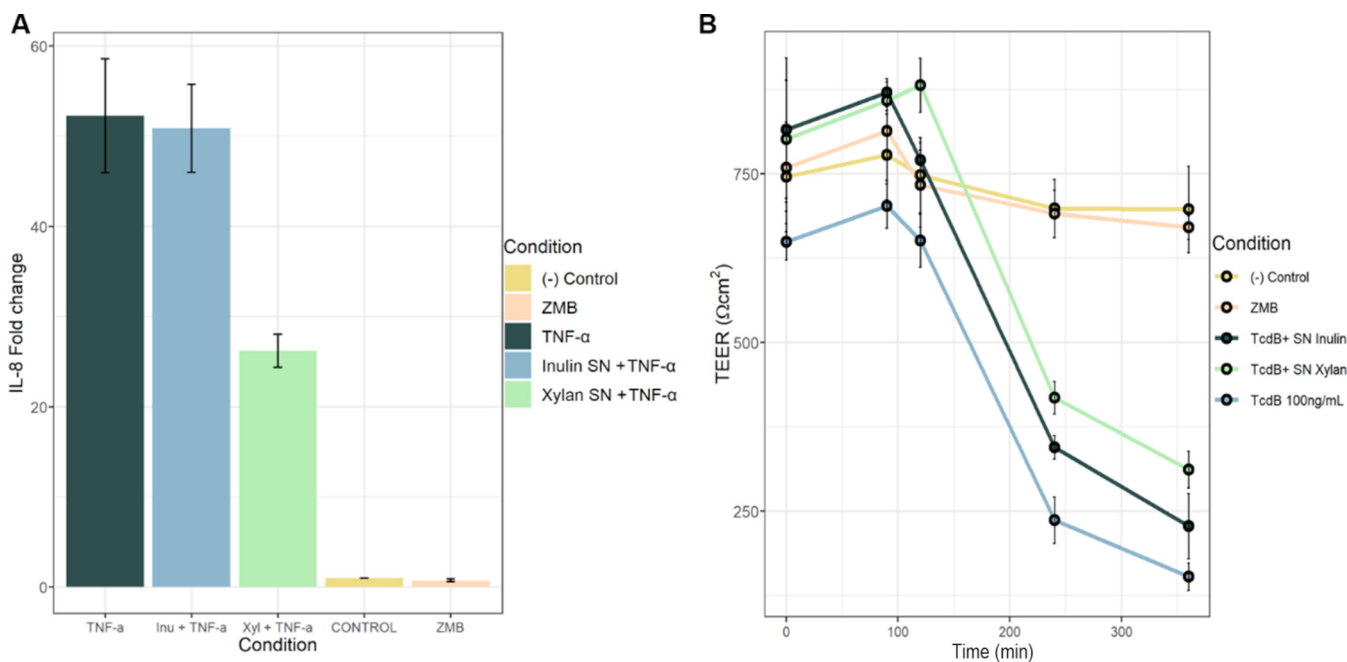 A
60
40
20
0
IL-8 Fold change
TNF-a
Inu + TNF-a
Xyl + TNF-a
CONTROL
ZMB
Condition
Condition
(-) Control
ZMB
TNF-α
Inulin SN +TNF-α
Xylan SN +TNF-α
B
750
500
250
TEER (Ωcm²)
0
100
200
300
Time (min)
Condition
(-) Control
ZMB
TcdB+ SN Inulin
TcdB+ SN Xylan
TcdB 100ng/mL